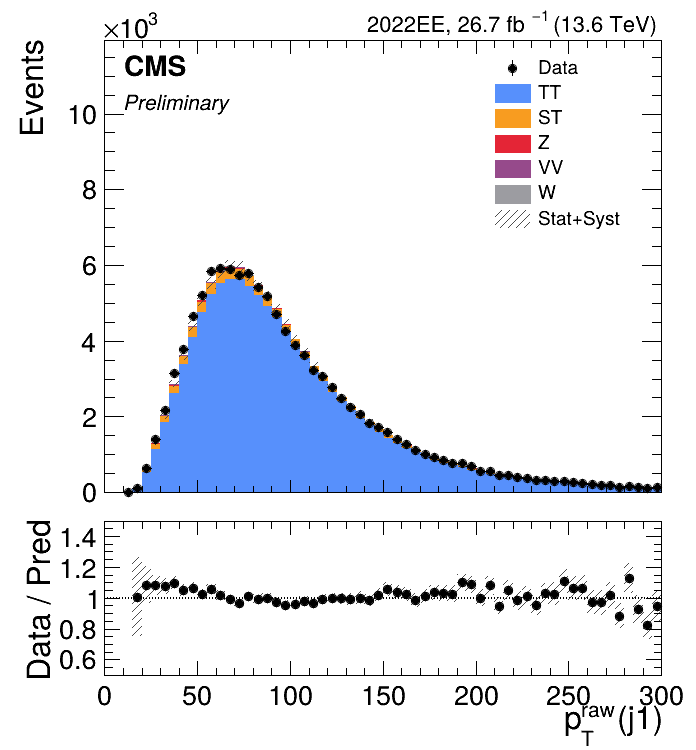 ×10³
2022EE, 26.7 fb ⁻¹ (13.6 TeV)
Events
CMS
Preliminary
Data
TT
ST
Z
VV
W
Stat+Syst
10
8
6
4
2
0
Data / Pred
1.4
1.2
1
0.8
0.6
0 50 100 150 200 250 300
p_T^raw(j1)